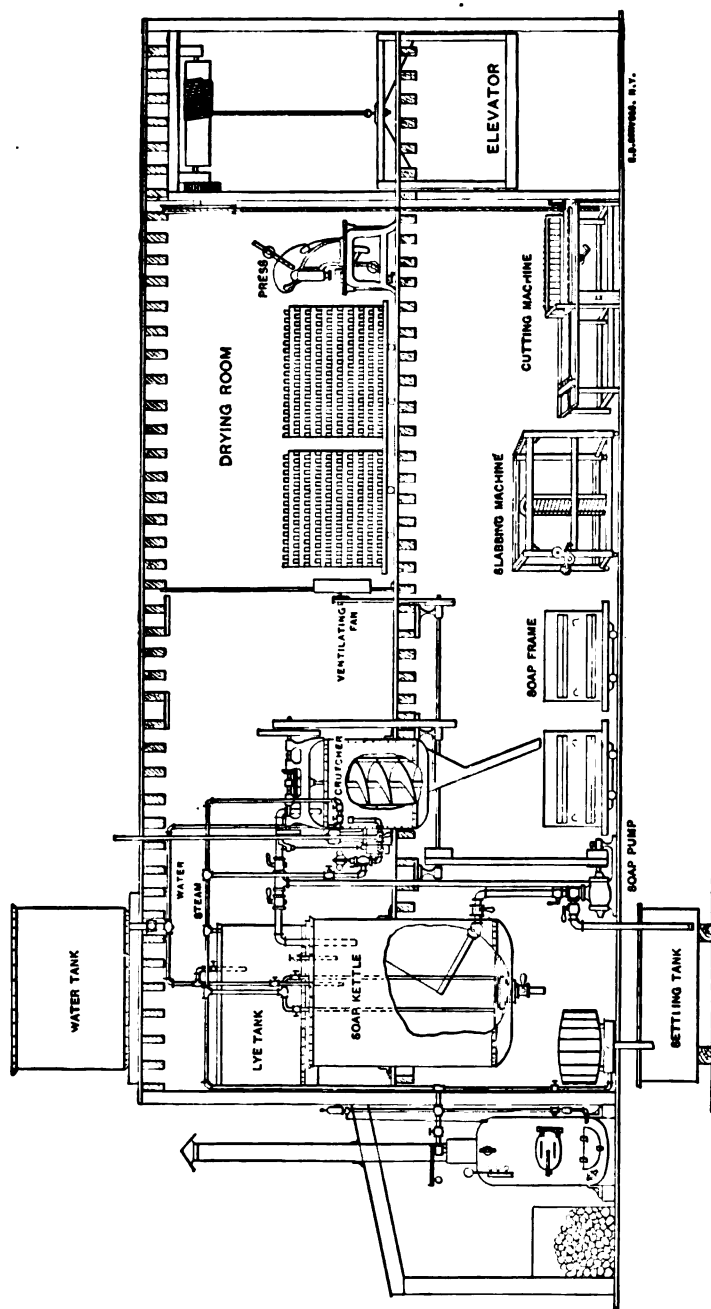 WATER TANK
WATER
STEAM
LYE TANK
SOAP KETTLE
CRUTCHER
VENTILATING
FAN
DRYING ROOM
PRESS
ELEVATOR
SETTLING TANK
SOAP PUMP
SOAP FRAME
SLABBING MACHINE
CUTTING MACHINE
N.Y.